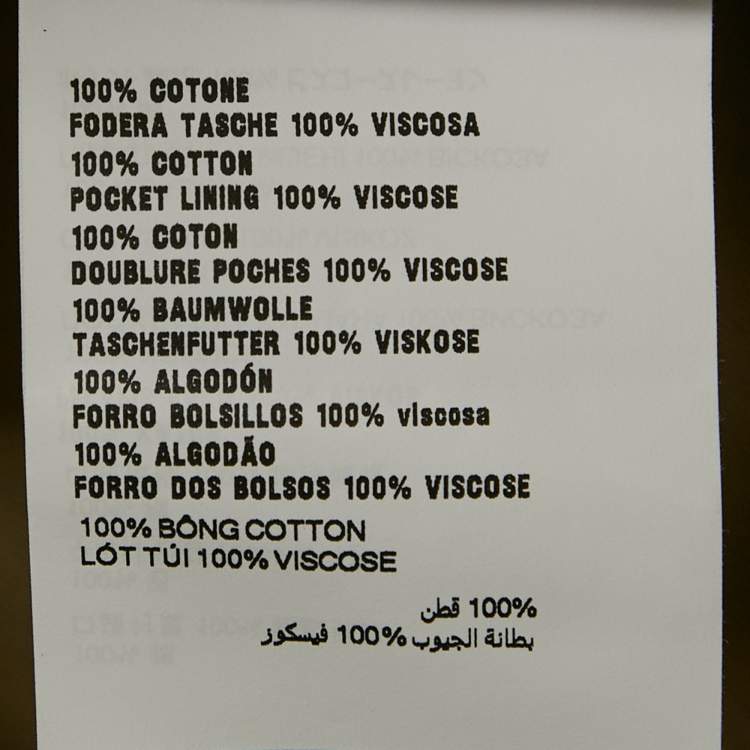 100% COTONE
FODERA TASCHE 100% VISCOSA
100% COTTON
POCKET LINING 100% VISCOSE
100% COTON
DOUBLURE POCHES 100% VISCOSE
100% BAUMWOLLE
TASCHENFUTTER 100% VISKOSE
100% ALGODÓN
FORRO BOLSILLOS 100% viscosa
100% ALGODÃO
FORRO DOS BOLSOS 100% VISCOSE
100% BÔNG COTTON
LÓT TÚI 100% VISCOSE
100% قطن
بطانة الجيوب 100% فيسكوز